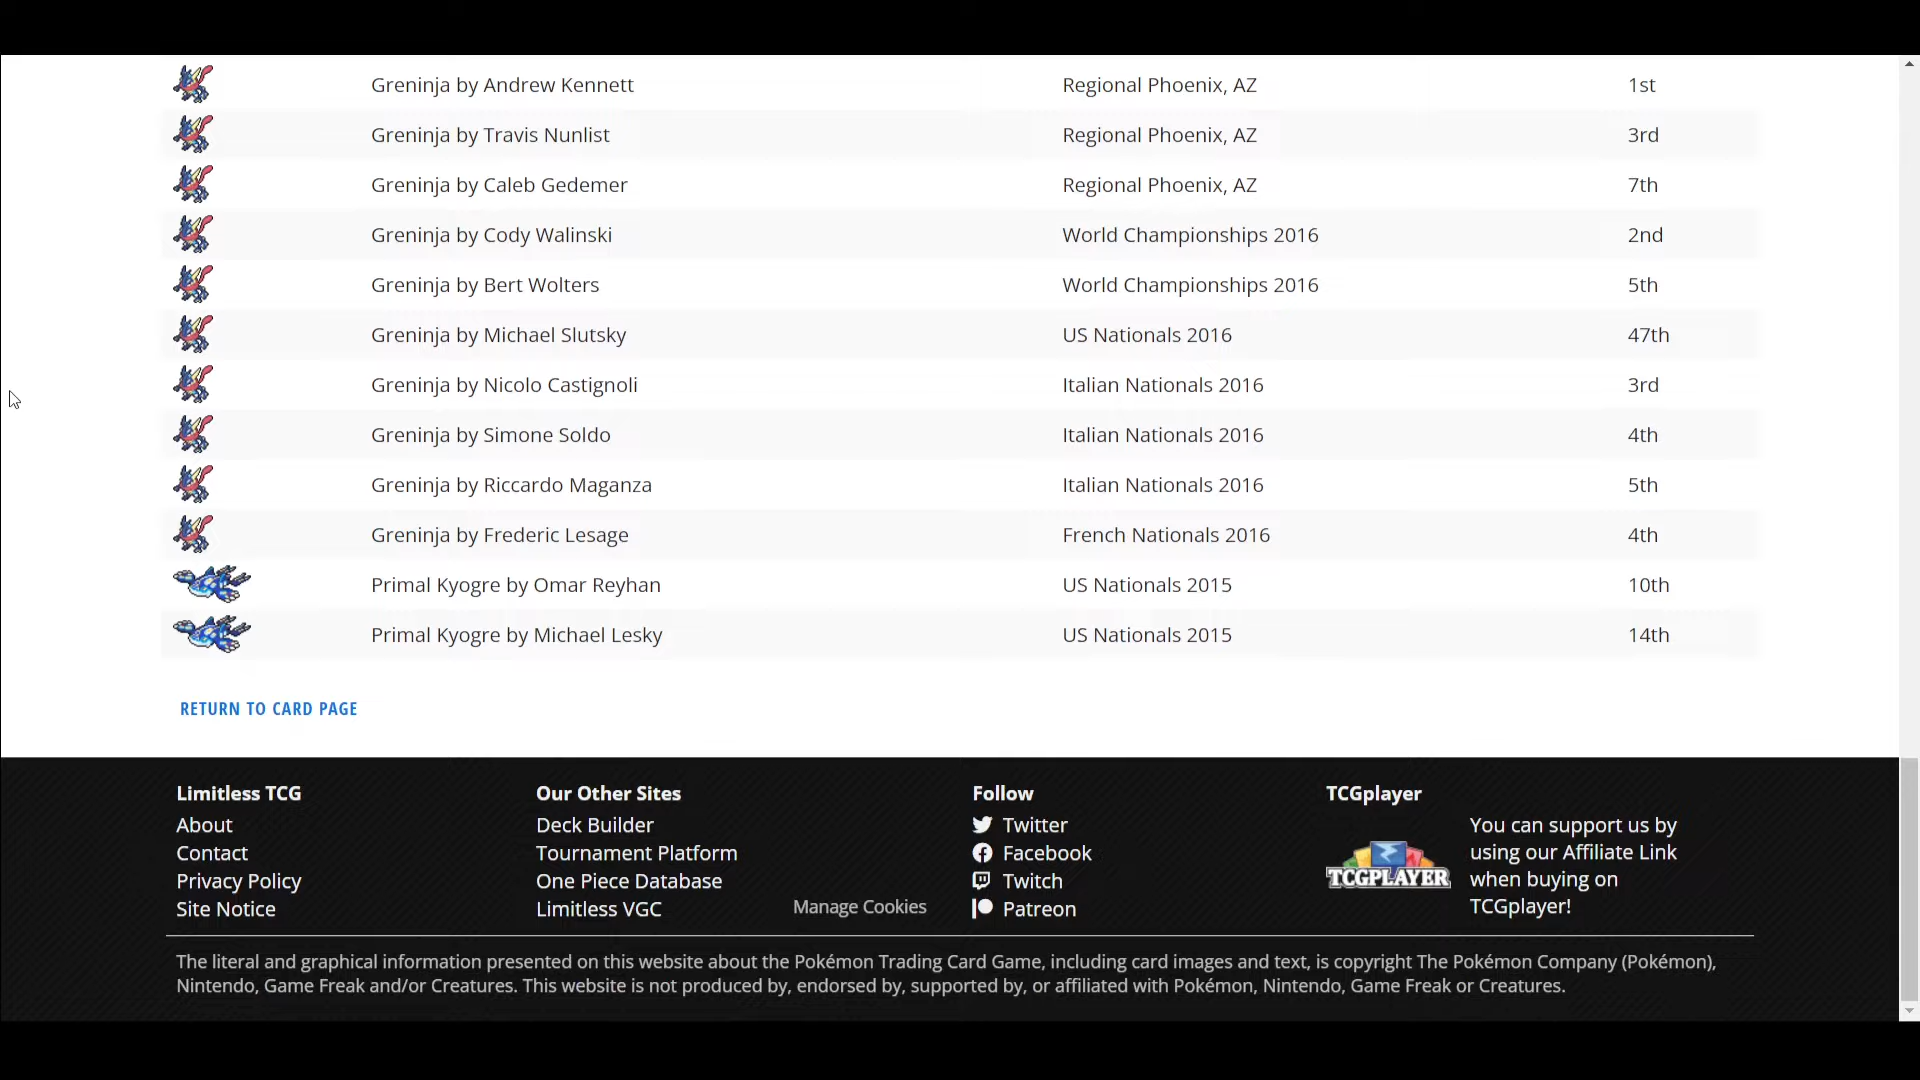 Greninja by Andrew Kennett Regional Phoenix, AZ 1st
Greninja by Travis Nunlist Regional Phoenix, AZ 3rd
Greninja by Caleb Gedemer Regional Phoenix, AZ 7th
Greninja by Cody Walinski World Championships 2016 2nd
Greninja by Bert Wolters World Championships 2016 5th
Greninja by Michael Slutsky US Nationals 2016 47th
Greninja by Nicolo Castignoli Italian Nationals 2016 3rd
Greninja by Simone Soldo Italian Nationals 2016 4th
Greninja by Riccardo Maganza Italian Nationals 2016 5th
Greninja by Frederic Lesage French Nationals 2016 4th
Primal Kyogre by Omar Reyhan US Nationals 2015 10th
Primal Kyogre by Michael Lesky US Nationals 2015 14th
RETURN TO CARD PAGE
Limitless TCG
About
Contact
Privacy Policy
Site Notice
Our Other Sites
Deck Builder
Tournament Platform
One Piece Database
Limitless VGC
Manage Cookies
Follow
Twitter
Facebook
Twitch
Patreon
TCGplayer
TCGPLAYER
You can support us by
using our Affiliate Link
when buying on
TCGplayer!
The literal and graphical information presented on this website about the Pokémon Trading Card Game, including card images and text, is copyright The Pokémon Company (Pokémon),
Nintendo, Game Freak and/or Creatures. This website is not produced by, endorsed by, supported by, or affiliated with Pokémon, Nintendo, Game Freak or Creatures.